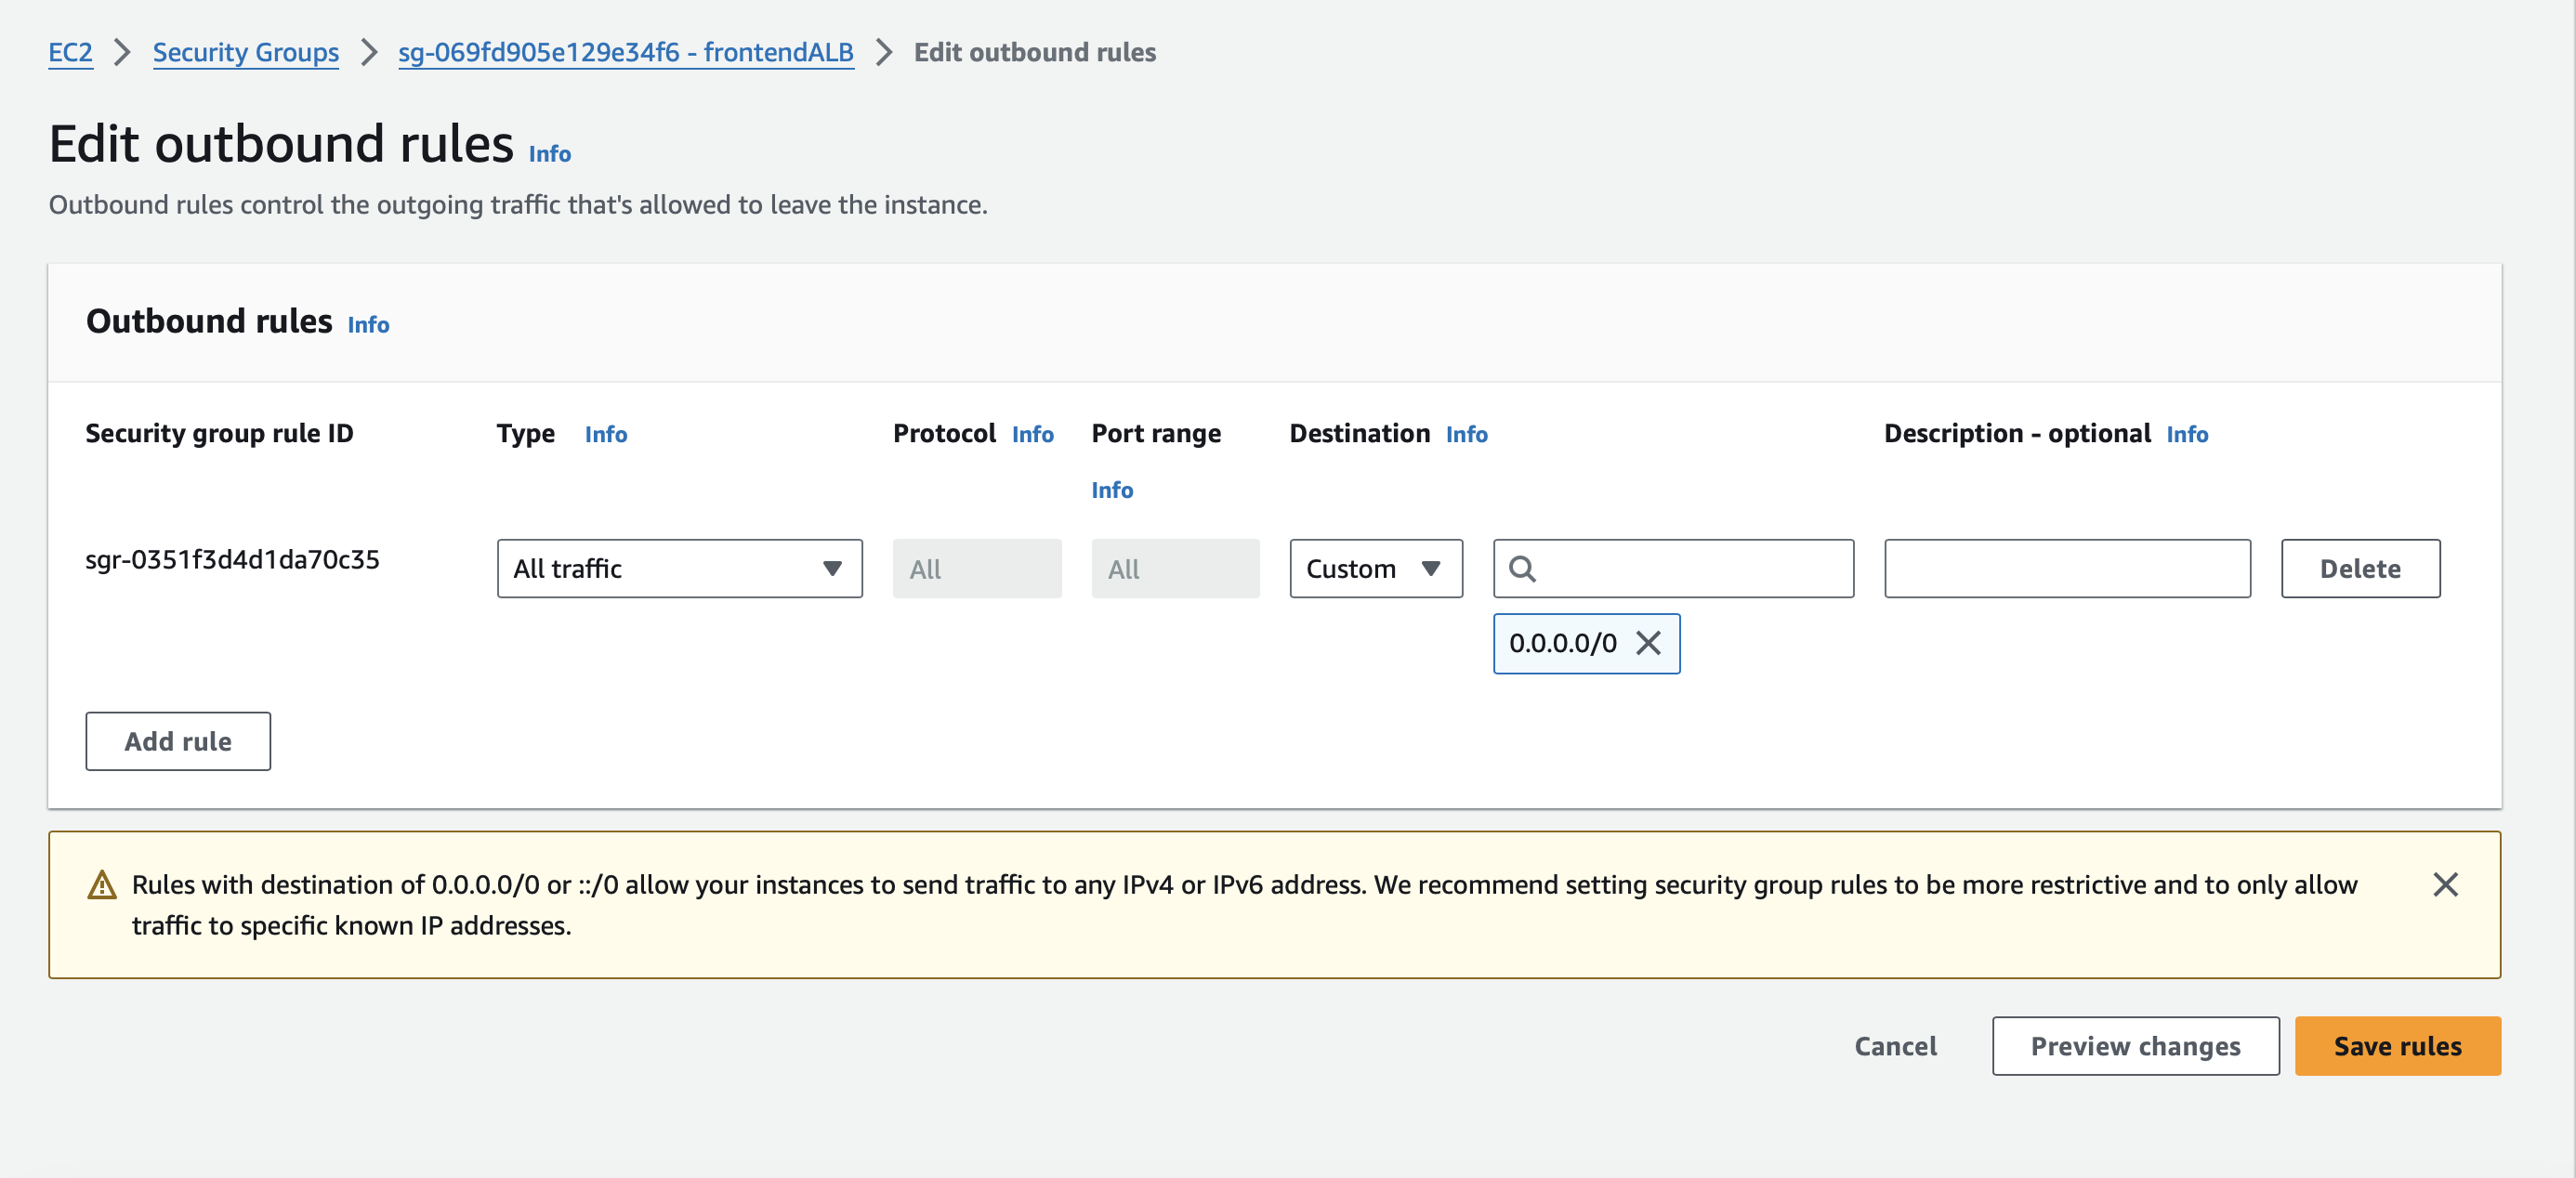 EC2 > Security Groups > sg-069fd905e129e34f6 - frontendALB > Edit outbound rules
Edit outbound rules Info
Outbound rules control the outgoing traffic that's allowed to leave the instance.
Outbound rules Info
Security group rule ID Type Info Protocol Info Port range Destination Info Description - optional Info
Info
sgr-0351f3d4d1da70c35 All traffic All All Custom Delete
0.0.0.0/0
Add rule
Rules with destination of 0.0.0.0/0 or ::/0 allow your instances to send traffic to any IPv4 or IPv6 address. We recommend setting security group rules to be more restrictive and to only allow
traffic to specific known IP addresses.
Cancel Preview changes Save rules